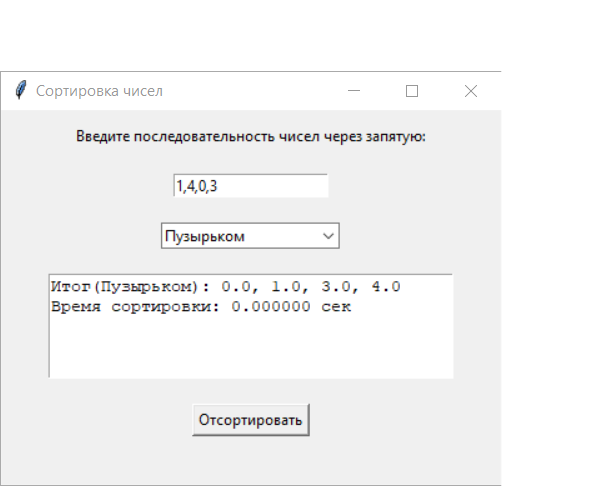 Сортировка чисел
Введите последовательность чисел через запятую:
1,4,0,3
Пузырьком
Итог(Пузырьком): 0.0, 1.0, 3.0, 4.0
Время сортировки: 0.000000 сек
Отсортировать